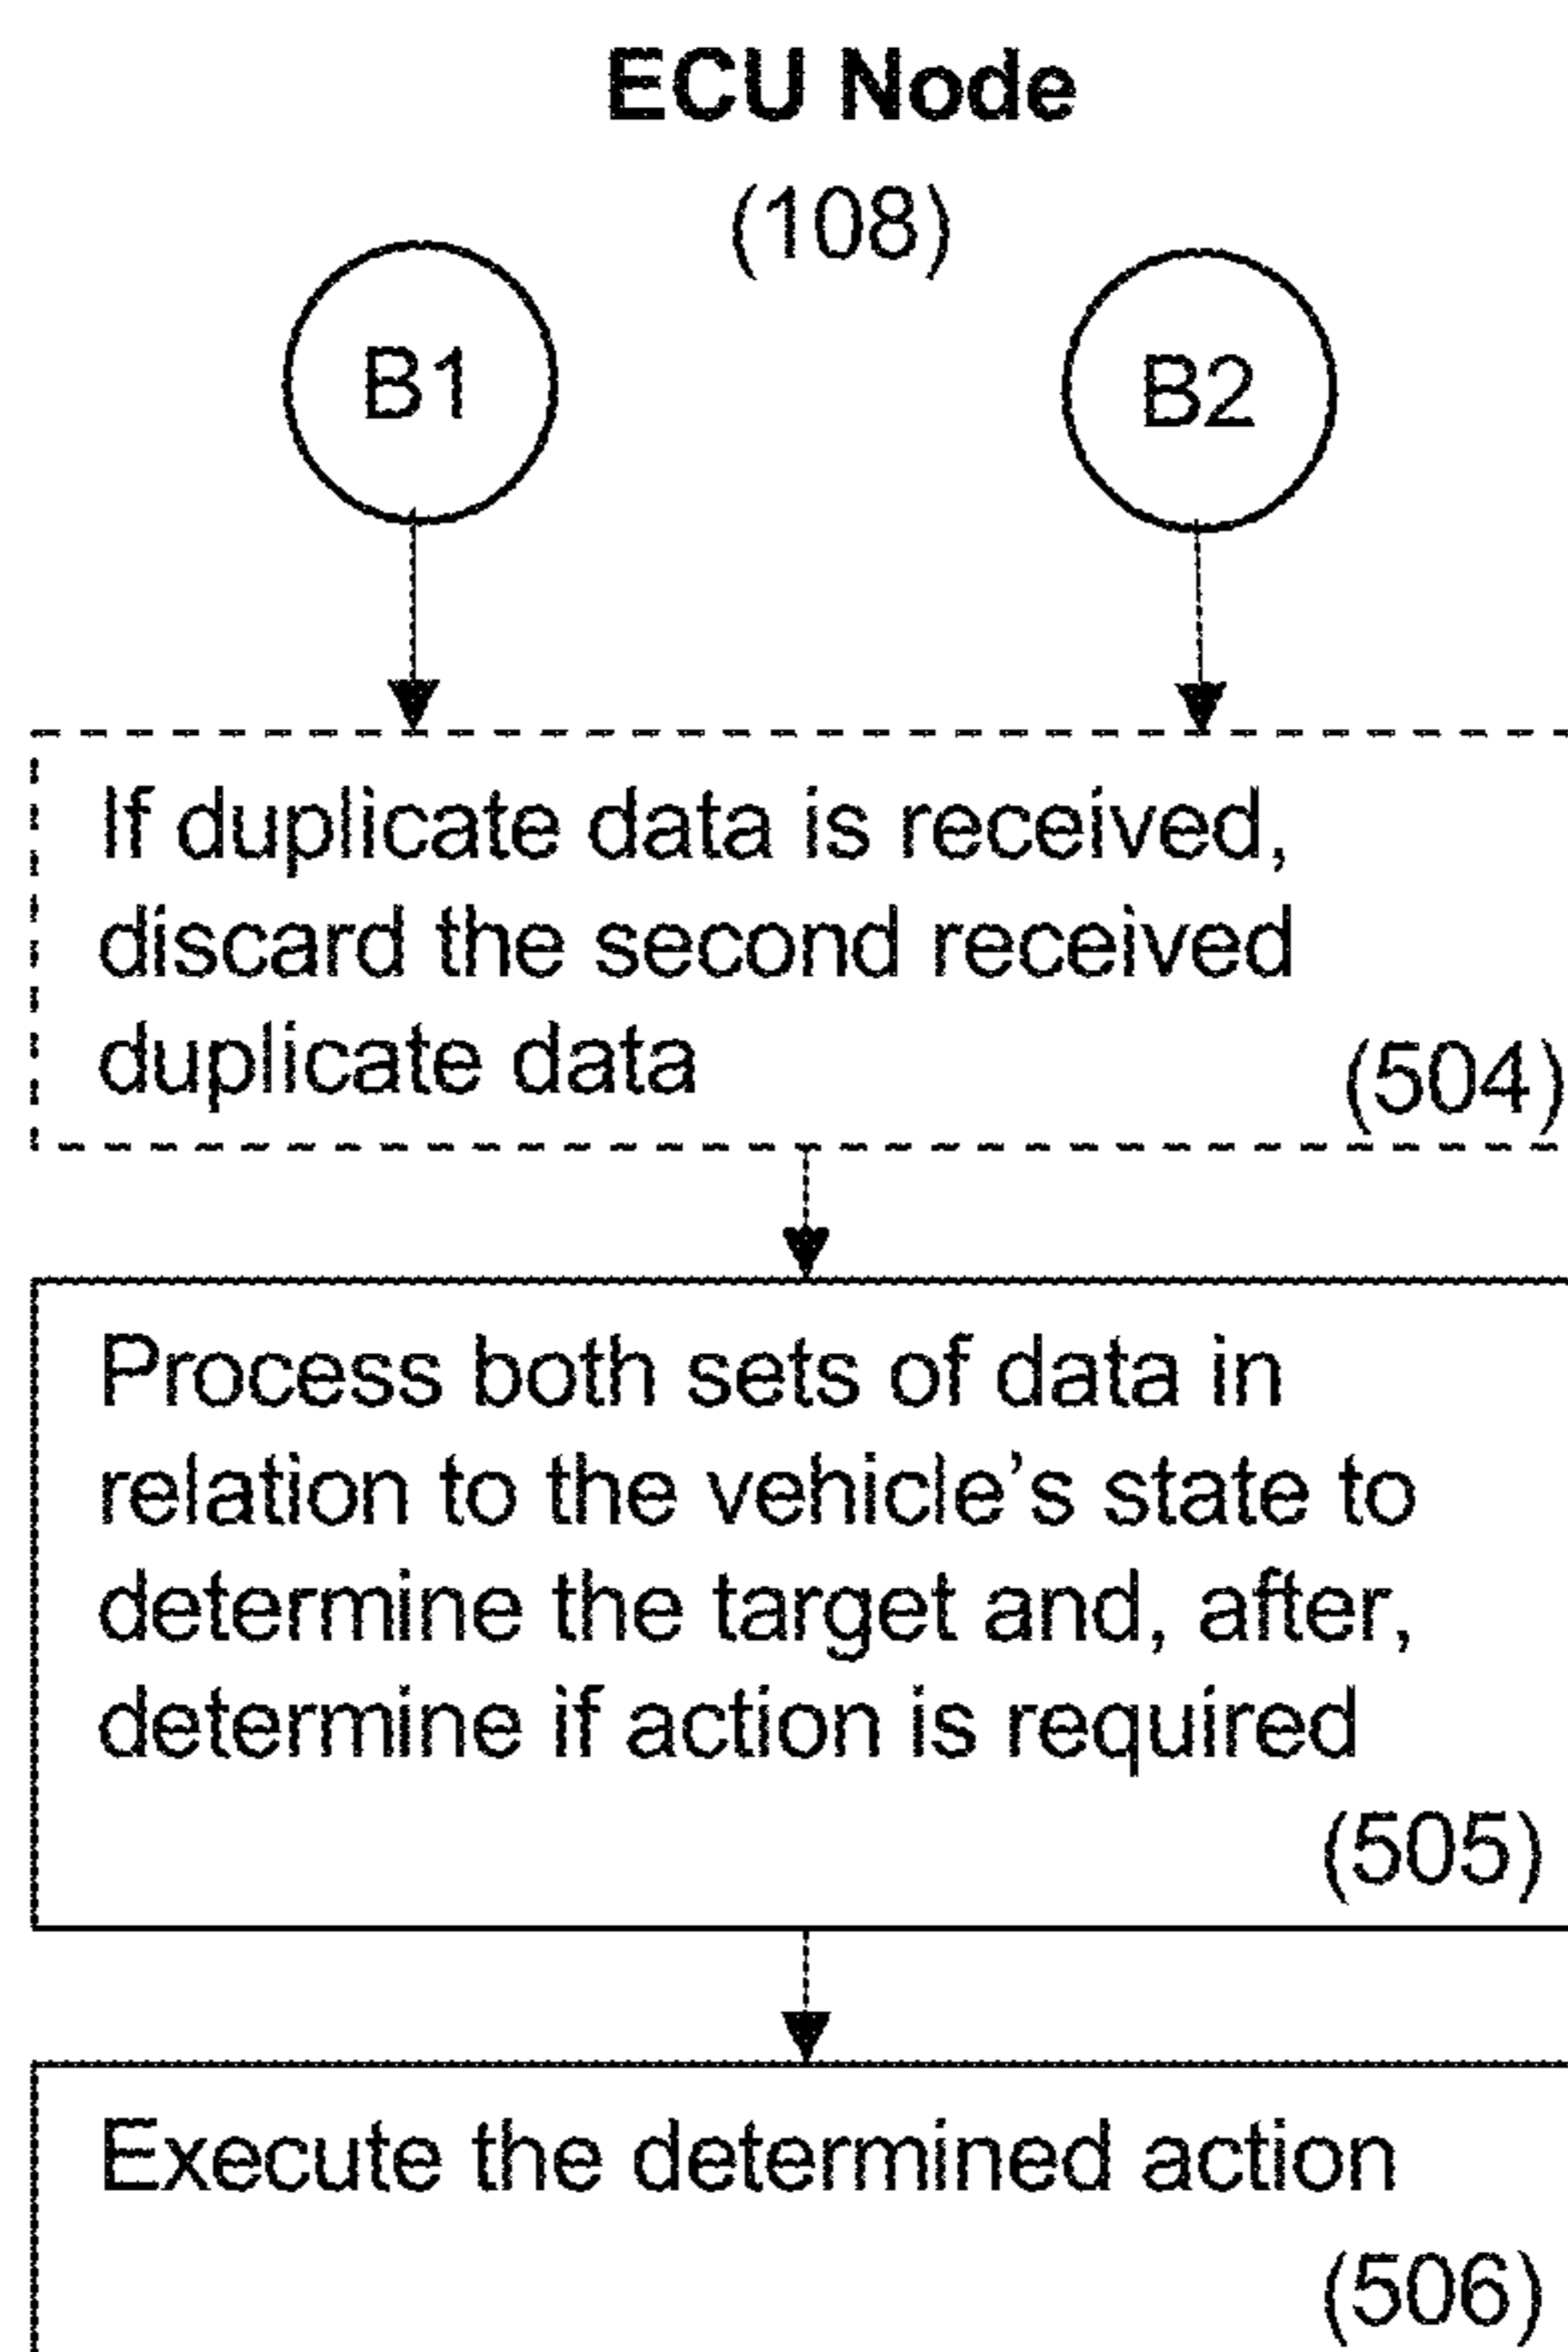 ECU Node
(108)
B1
B2
If duplicate data is received,
discard the second received
duplicate data
(504)
Process both sets of data in
relation to the vehicle’s state to
determine the target and, after,
determine if action is required
(505)
Execute the determined action
(506)